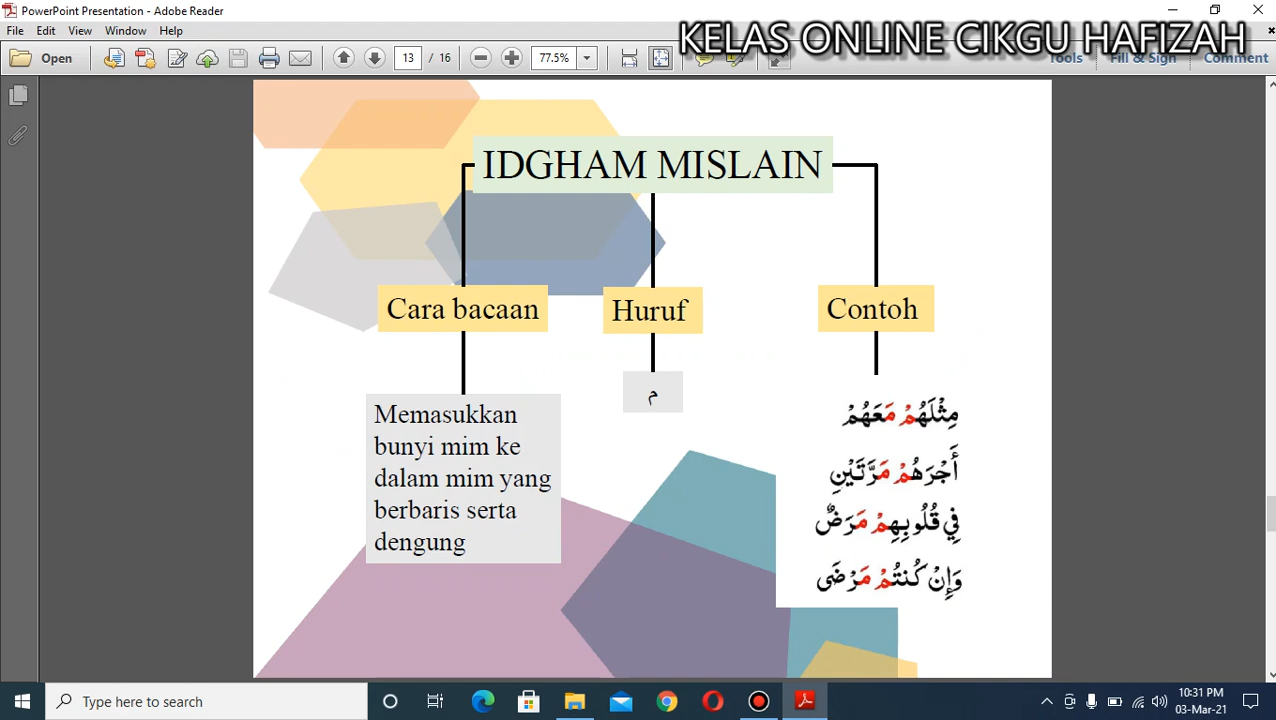 PowerPoint Presentation - Adobe Reader
KELAS ONLINE CIKGU HAFIZAH
File Edit View Window Help
Open 13 / 16 77.5% Tools Fill & Sign Comment
IDGHAM MISLAIN
Cara bacaan
Huruf
Contoh
Memasukkan
bunyi mim ke
dalam mim yang
berbaris serta
dengung
م
مِثْلَهُمْ مَعَهُمْ
أَجْرَهُمْ مَرَّتَيْنِ
فِي قُلُوبِهِمْ مَرَضٌ
وَإِنْ كُنتُمْ مَرْضَى
Type here to search
10:31 PM
03-Mar-21